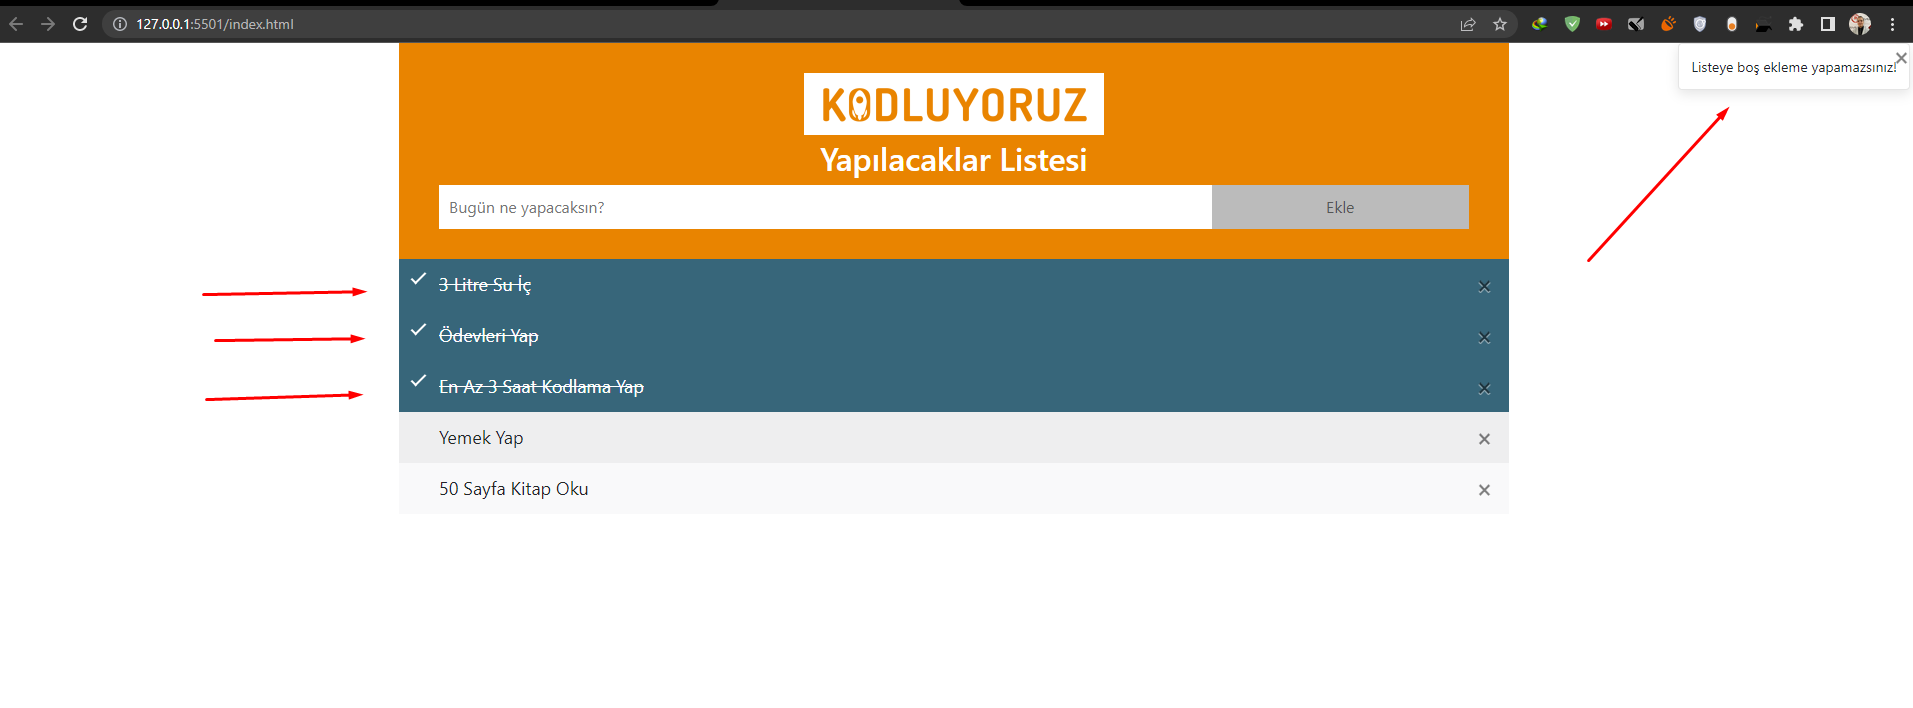 127.0.0.1:5501/index.html
Listeye boş ekleme yapamazsınız!
KODLUYORUZ
Yapılacaklar Listesi
Bugün ne yapacaksın?
Ekle
3 Litre Su İç
Ödevleri Yap
En Az 3 Saat Kodlama Yap
Yemek Yap
50 Sayfa Kitap Oku